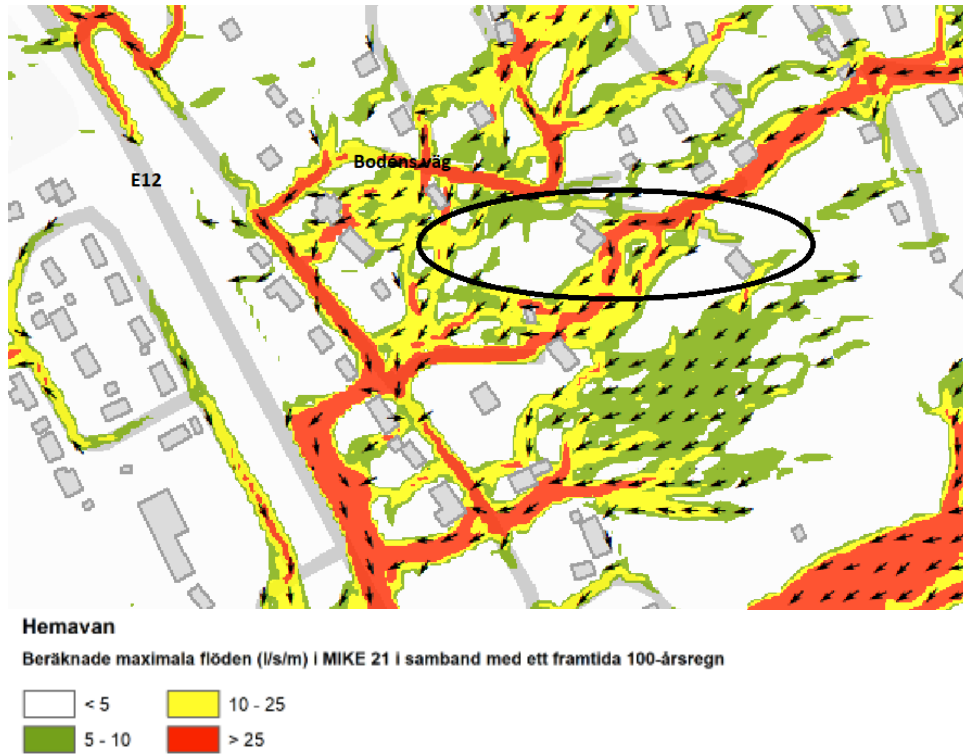 Bodéns väg
E12
Hemavan
Beräknade maximala flöden (l/s/m) i MIKE 21 i samband med ett framtida 100-årsregn
< 5
10 - 25
5 - 10
> 25